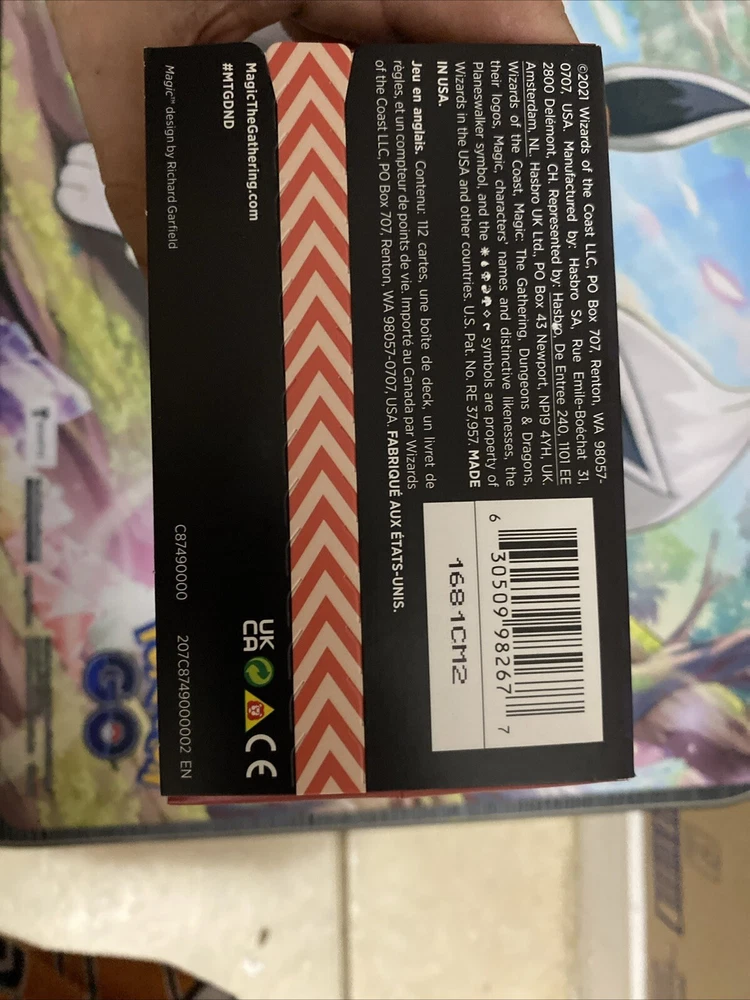 ©2021 Wizards of the Coast LLC, PO Box 707, Renton, WA 98057-
0707, USA. Manufactured by: Hasbro SA, Rue Emile-Boéchat 31,
2800 Delémont, CH. Represented by: Hasbro, De Entree 240, 1101 EE
Amsterdam, NL. Hasbro UK Ltd., PO Box 43 Newport, NP19 4YH, UK.
Wizards of the Coast, Magic: The Gathering, Dungeons & Dragons,
their logos, Magic, characters' names and distinctive likenesses, the
Planeswalker symbol, and the symbols are property of
Wizards in the USA and other countries. U.S. Pat. No. RE 37,957. MADE
IN USA.
Jeu en anglais. Contenu: 112 cartes, une boîte de deck, un livret de
règles, et un compteur de points de vie. Importé au Canada par Wizards
of the Coast LLC, PO Box 707, Renton, WA 98057-0707, USA. FABRIQUÉ AUX ÉTATS-UNIS.
6 30509 98267 7
1681CM2
MagicTheGathering.com
#MTGDND
Magic™ design by Richard Garfield
C87490000
207C8749000002 EN
UK
CA
CE
GO